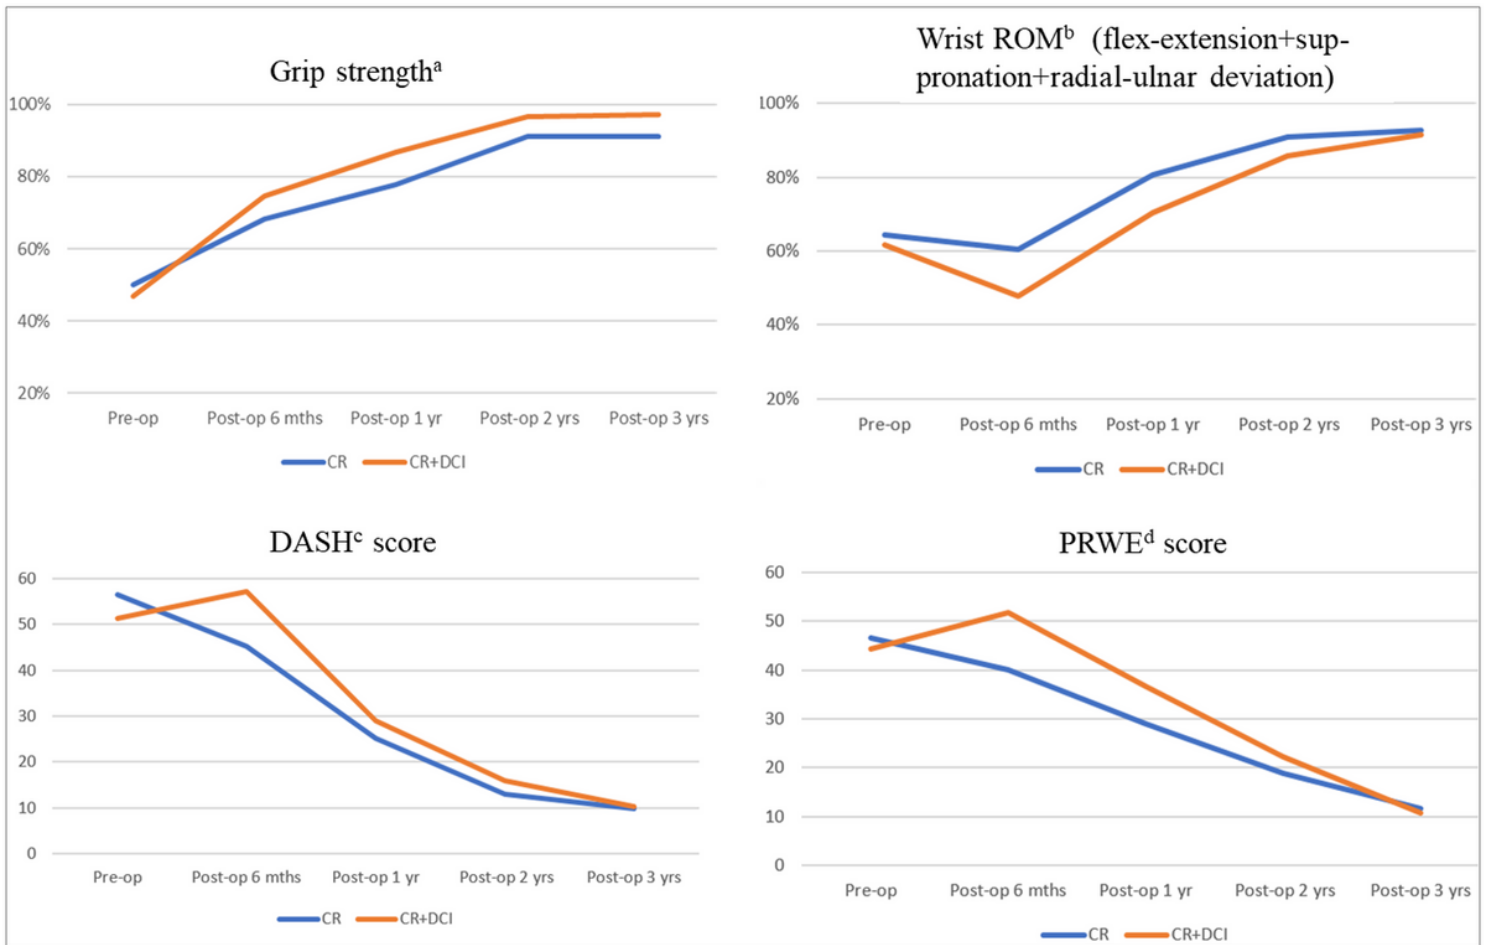 Grip strengthᵃ
100%
80%
60%
40%
20%
Pre-op Post-op 6 mths Post-op 1 yr Post-op 2 yrs Post-op 3 yrs
CR CR+DCI
Wrist ROMᵇ (flex-extension+sup-
pronation+radial-ulnar deviation)
100%
80%
60%
40%
20%
Pre-op Post-op 6 mths Post-op 1 yr Post-op 2 yrs Post-op 3 yrs
CR CR+DCI
DASHᶜ score
60
50
40
30
20
10
0
Pre-op Post-op 6 mths Post-op 1 yr Post-op 2 yrs Post-op 3 yrs
CR CR+DCI
PRWEᵈ score
60
50
40
30
20
10
0
Pre-op Post-op 6 mths Post-op 1 yr Post-op 2 yrs Post-op 3 yrs
CR CR+DCI